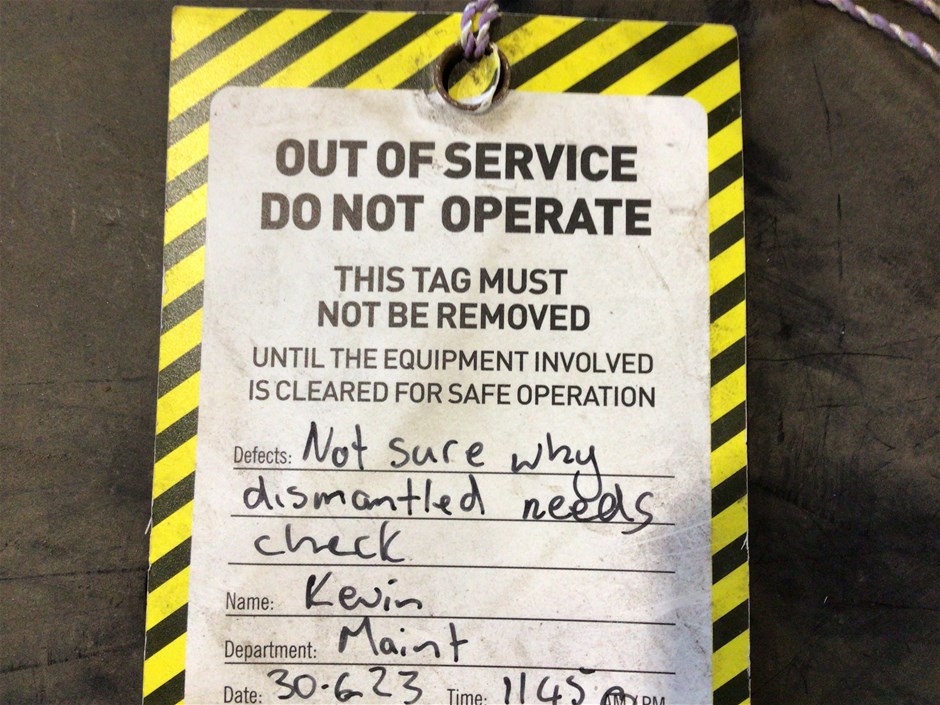 OUT OF SERVICE
DO NOT OPERATE
THIS TAG MUST
NOT BE REMOVED
UNTIL THE EQUIPMENT INVOLVED
IS CLEARED FOR SAFE OPERATION
Defects: Not sure why
dismantled needs
check
Name: Kevin
Department: Maint
Date: 30.6.23 Time: 1145 AM/PM